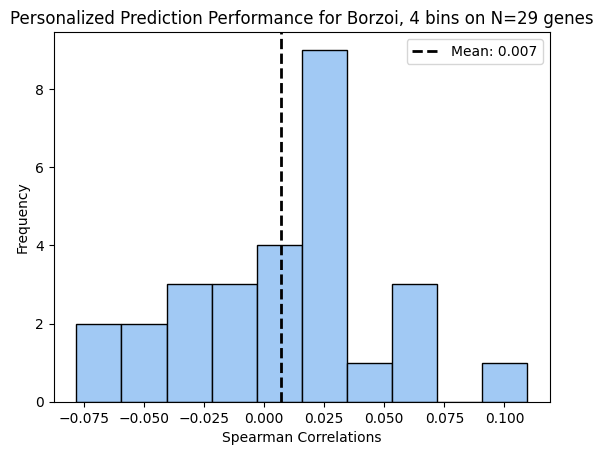 Personalized Prediction Performance for Borzoi, 4 bins on N=29 genes
Mean: 0.007
Frequency
8
6
4
2
0
-0.075 -0.050 -0.025 0.000 0.025 0.050 0.075 0.100
Spearman Correlations